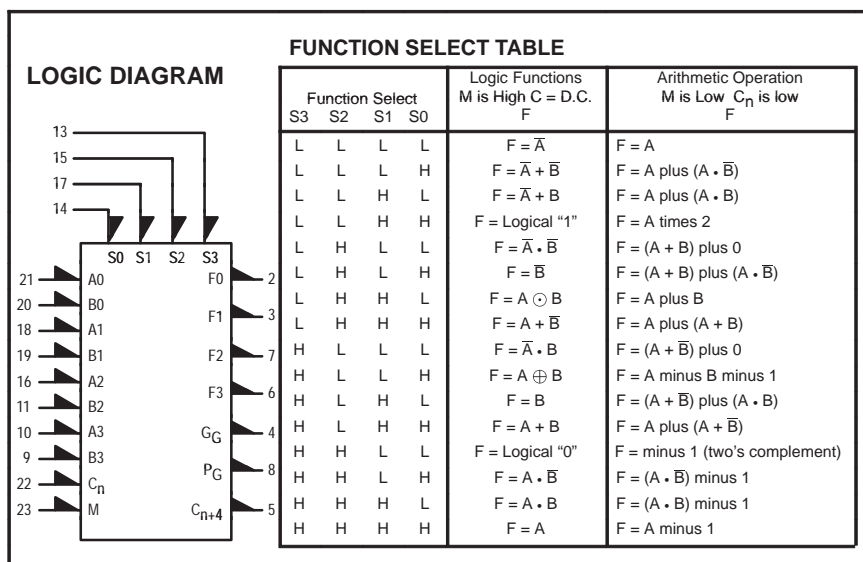 FUNCTION SELECT TABLE
LOGIC DIAGRAM
Function Select
S3 S2 S1 S0
Logic Functions
M is High C = D.C.
F
Arithmetic Operation
M is Low Cn is low
F
L L L L F = A̅ F = A
L L L H F = A̅ + B̅ F = A plus (A • B̅)
L L H L F = A̅ + B F = A plus (A • B)
L L H H F = Logical “1” F = A times 2
L H L L F = A̅ • B̅ F = (A + B) plus 0
L H L H F = B̅ F = (A + B) plus (A • B̅)
L H H L F = A ⊙ B F = A plus B
L H H H F = A + B̅ F = A plus (A + B)
H L L L F = A̅ • B F = (A + B̅) plus 0
H L L H F = A ⊕ B F = A minus B minus 1
H L H L F = B F = (A + B̅) plus (A • B)
H L H H F = A + B F = A plus (A + B̅)
H H L L F = Logical “0” F = minus 1 (two's complement)
H H L H F = A • B̅ F = (A • B̅) minus 1
H H H L F = A • B F = (A • B) minus 1
H H H H F = A F = A minus 1
13
15
17
14
S0 S1 S2 S3
21 A0 F0 2
20 B0
F1 3
18 A1
19 B1 F2 7
16 A2
F3 6
11 B2
10 A3 GG 4
9 B3
PG 8
22 Cn
23 M Cn+4 5